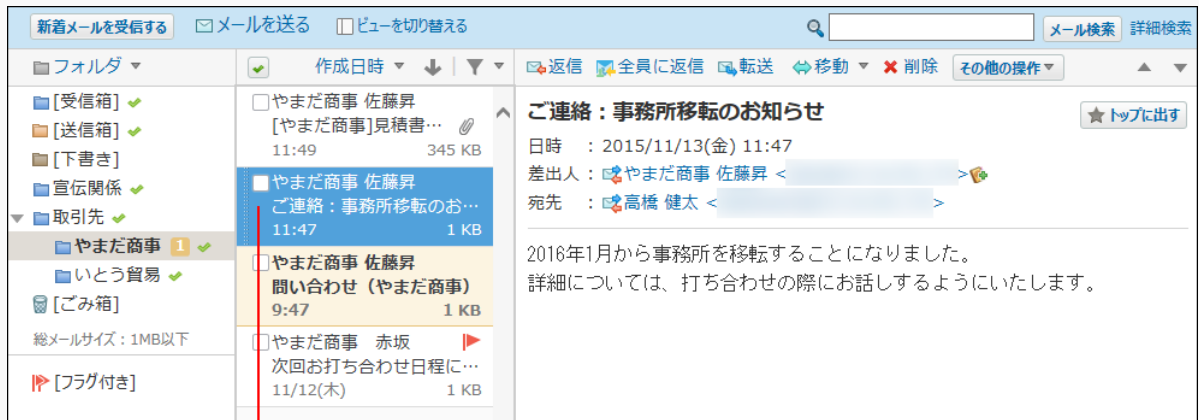 新着メールを受信する メールを送る ビューを切り替える メール検索 詳細検索
フォルダ
[受信箱]
[送信箱]
[下書き]
宣伝関係
取引先
やまだ商事 1
いとう貿易
[ごみ箱]
総メールサイズ:1MB以下
[フラグ付き]
作成日時
やまだ商事 佐藤昇
[やまだ商事]見積書…
11:49 345 KB
やまだ商事 佐藤昇
ご連絡:事務所移転のお…
11:47 1 KB
やまだ商事 佐藤昇
問い合わせ(やまだ商事)
9:47 1 KB
やまだ商事 赤坂
次回お打ち合わせ日程に…
11/12(木) 1 KB
返信 全員に返信 転送 移動 削除 その他の操作
ご連絡:事務所移転のお知らせ
トップに出す
日時 :2015/11/13(金) 11:47
差出人:やまだ商事 佐藤昇 < >
宛先 :高橋 健太 < >
2016年1月から事務所を移転することになりました。
詳細については、打ち合わせの際にお話しするようにいたします。